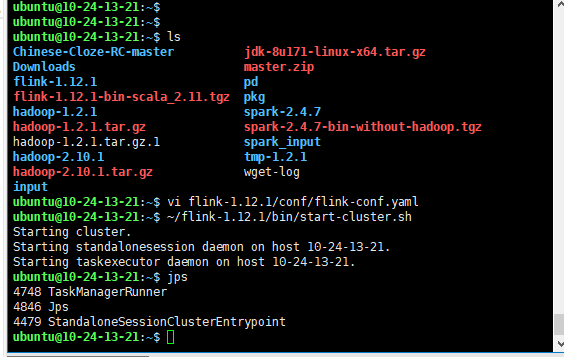 ubuntu@10-24-13-21:~$
ubuntu@10-24-13-21:~$
ubuntu@10-24-13-21:~$ ls
Chinese-Cloze-RC-master jdk-8u171-linux-x64.tar.gz
Downloads master.zip
flink-1.12.1 pd
flink-1.12.1-bin-scala_2.11.tgz pkg
hadoop-1.2.1 spark-2.4.7
hadoop-1.2.1.tar.gz spark-2.4.7-bin-without-hadoop.tgz
hadoop-1.2.1.tar.gz.1 spark_input
hadoop-2.10.1 tmp-1.2.1
hadoop-2.10.1.tar.gz wget-log
input
ubuntu@10-24-13-21:~$ vi flink-1.12.1/conf/flink-conf.yaml
ubuntu@10-24-13-21:~$ ~/flink-1.12.1/bin/start-cluster.sh
Starting cluster.
Starting standalonesession daemon on host 10-24-13-21.
Starting taskexecutor daemon on host 10-24-13-21.
ubuntu@10-24-13-21:~$ jps
4748 TaskManagerRunner
4846 Jps
4479 StandaloneSessionClusterEntrypoint
ubuntu@10-24-13-21:~$